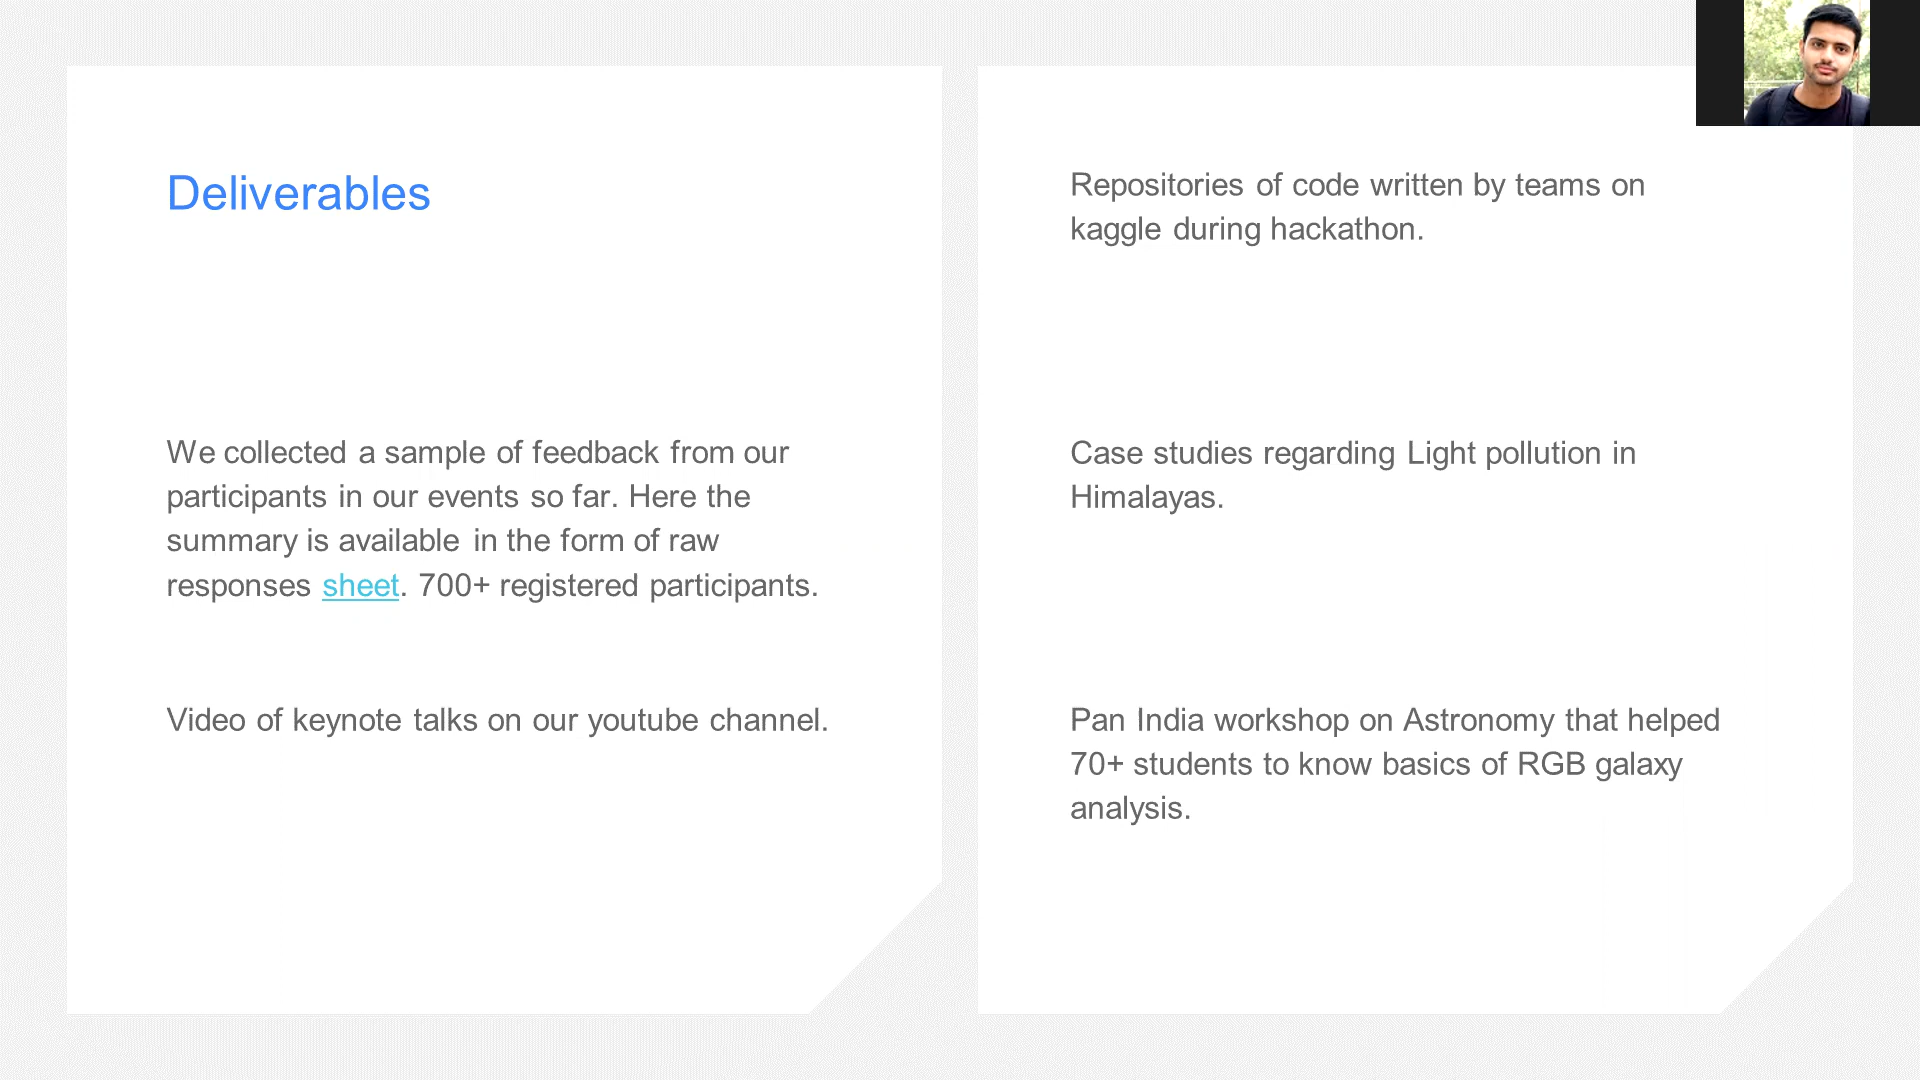 Deliverables
We collected a sample of feedback from our
participants in our events so far. Here the
summary is available in the form of raw
responses sheet. 700+ registered participants.
Video of keynote talks on our youtube channel.
Repositories of code written by teams on
kaggle during hackathon.
Case studies regarding Light pollution in
Himalayas.
Pan India workshop on Astronomy that helped
70+ students to know basics of RGB galaxy
analysis.